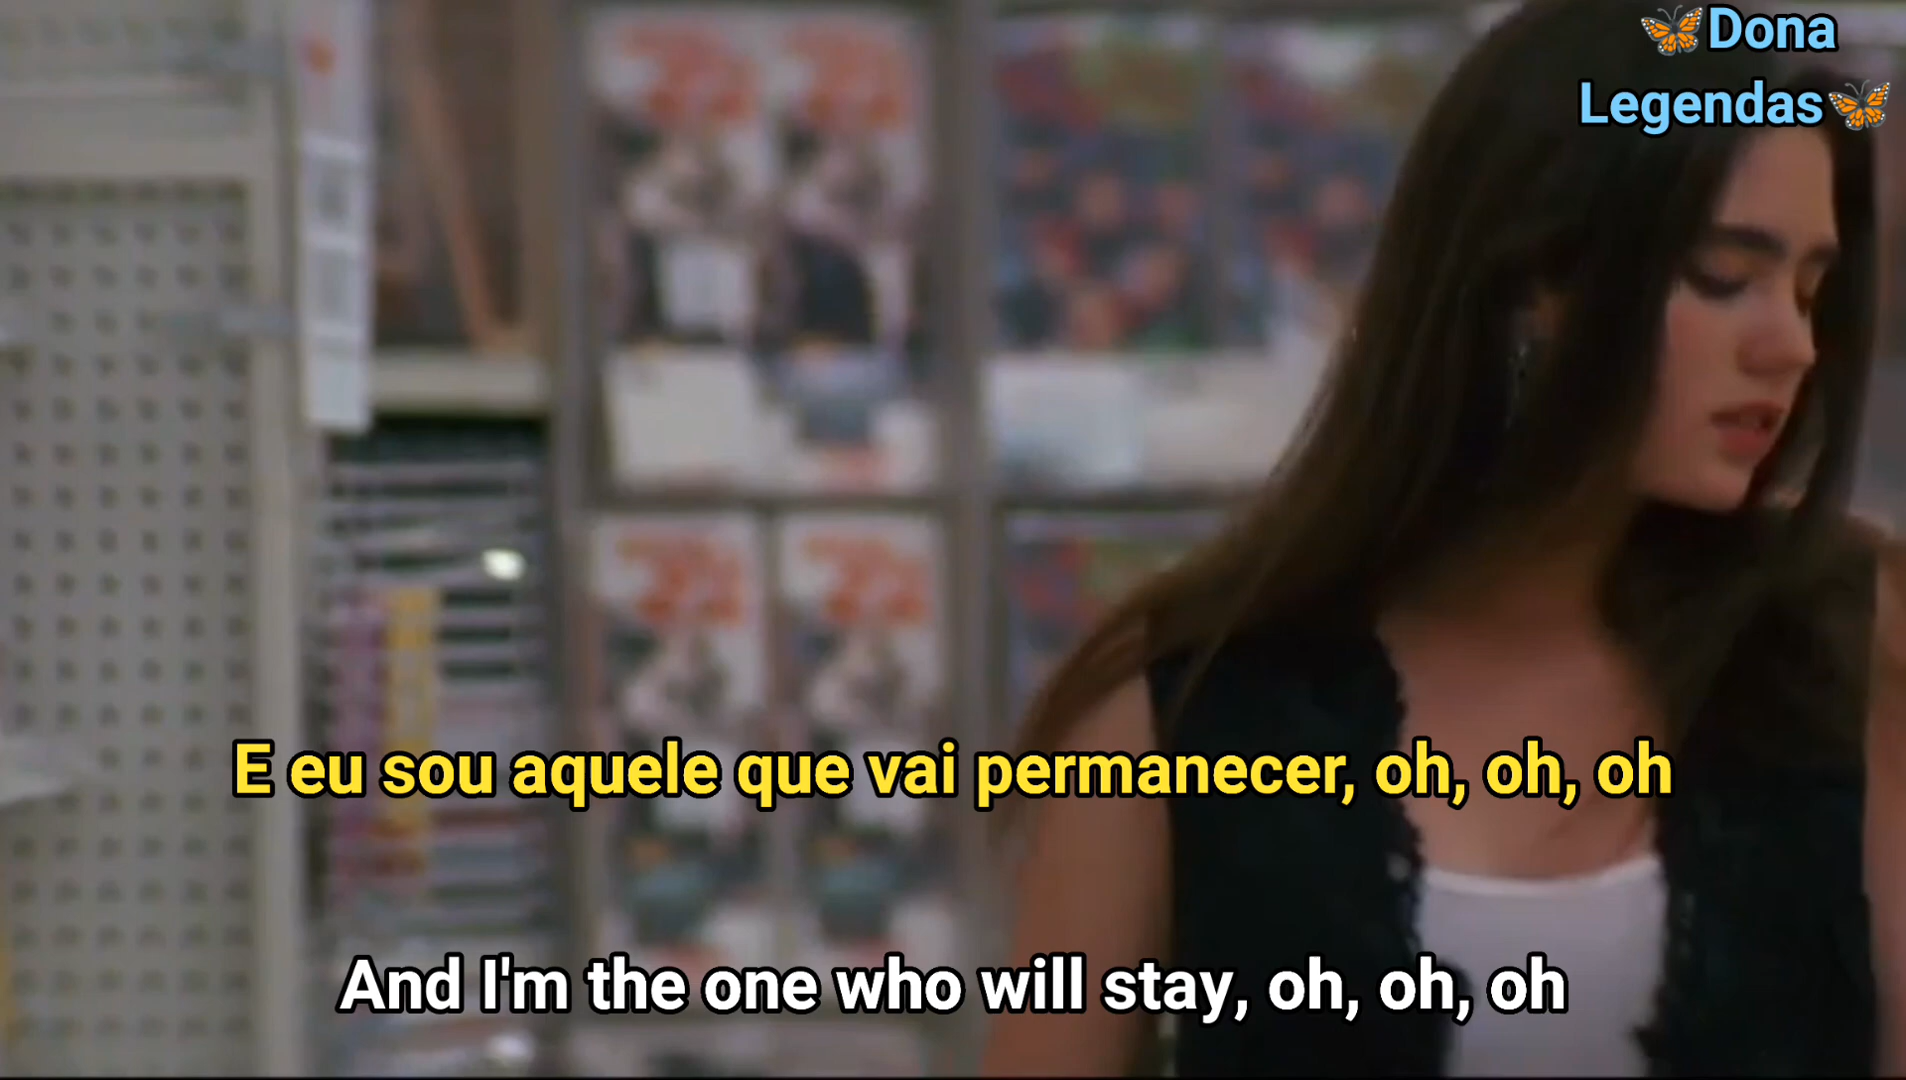 🦋Dona
Legendas🦋
E eu sou aquele que vai permanecer, oh, oh, oh
And I'm the one who will stay, oh, oh, oh